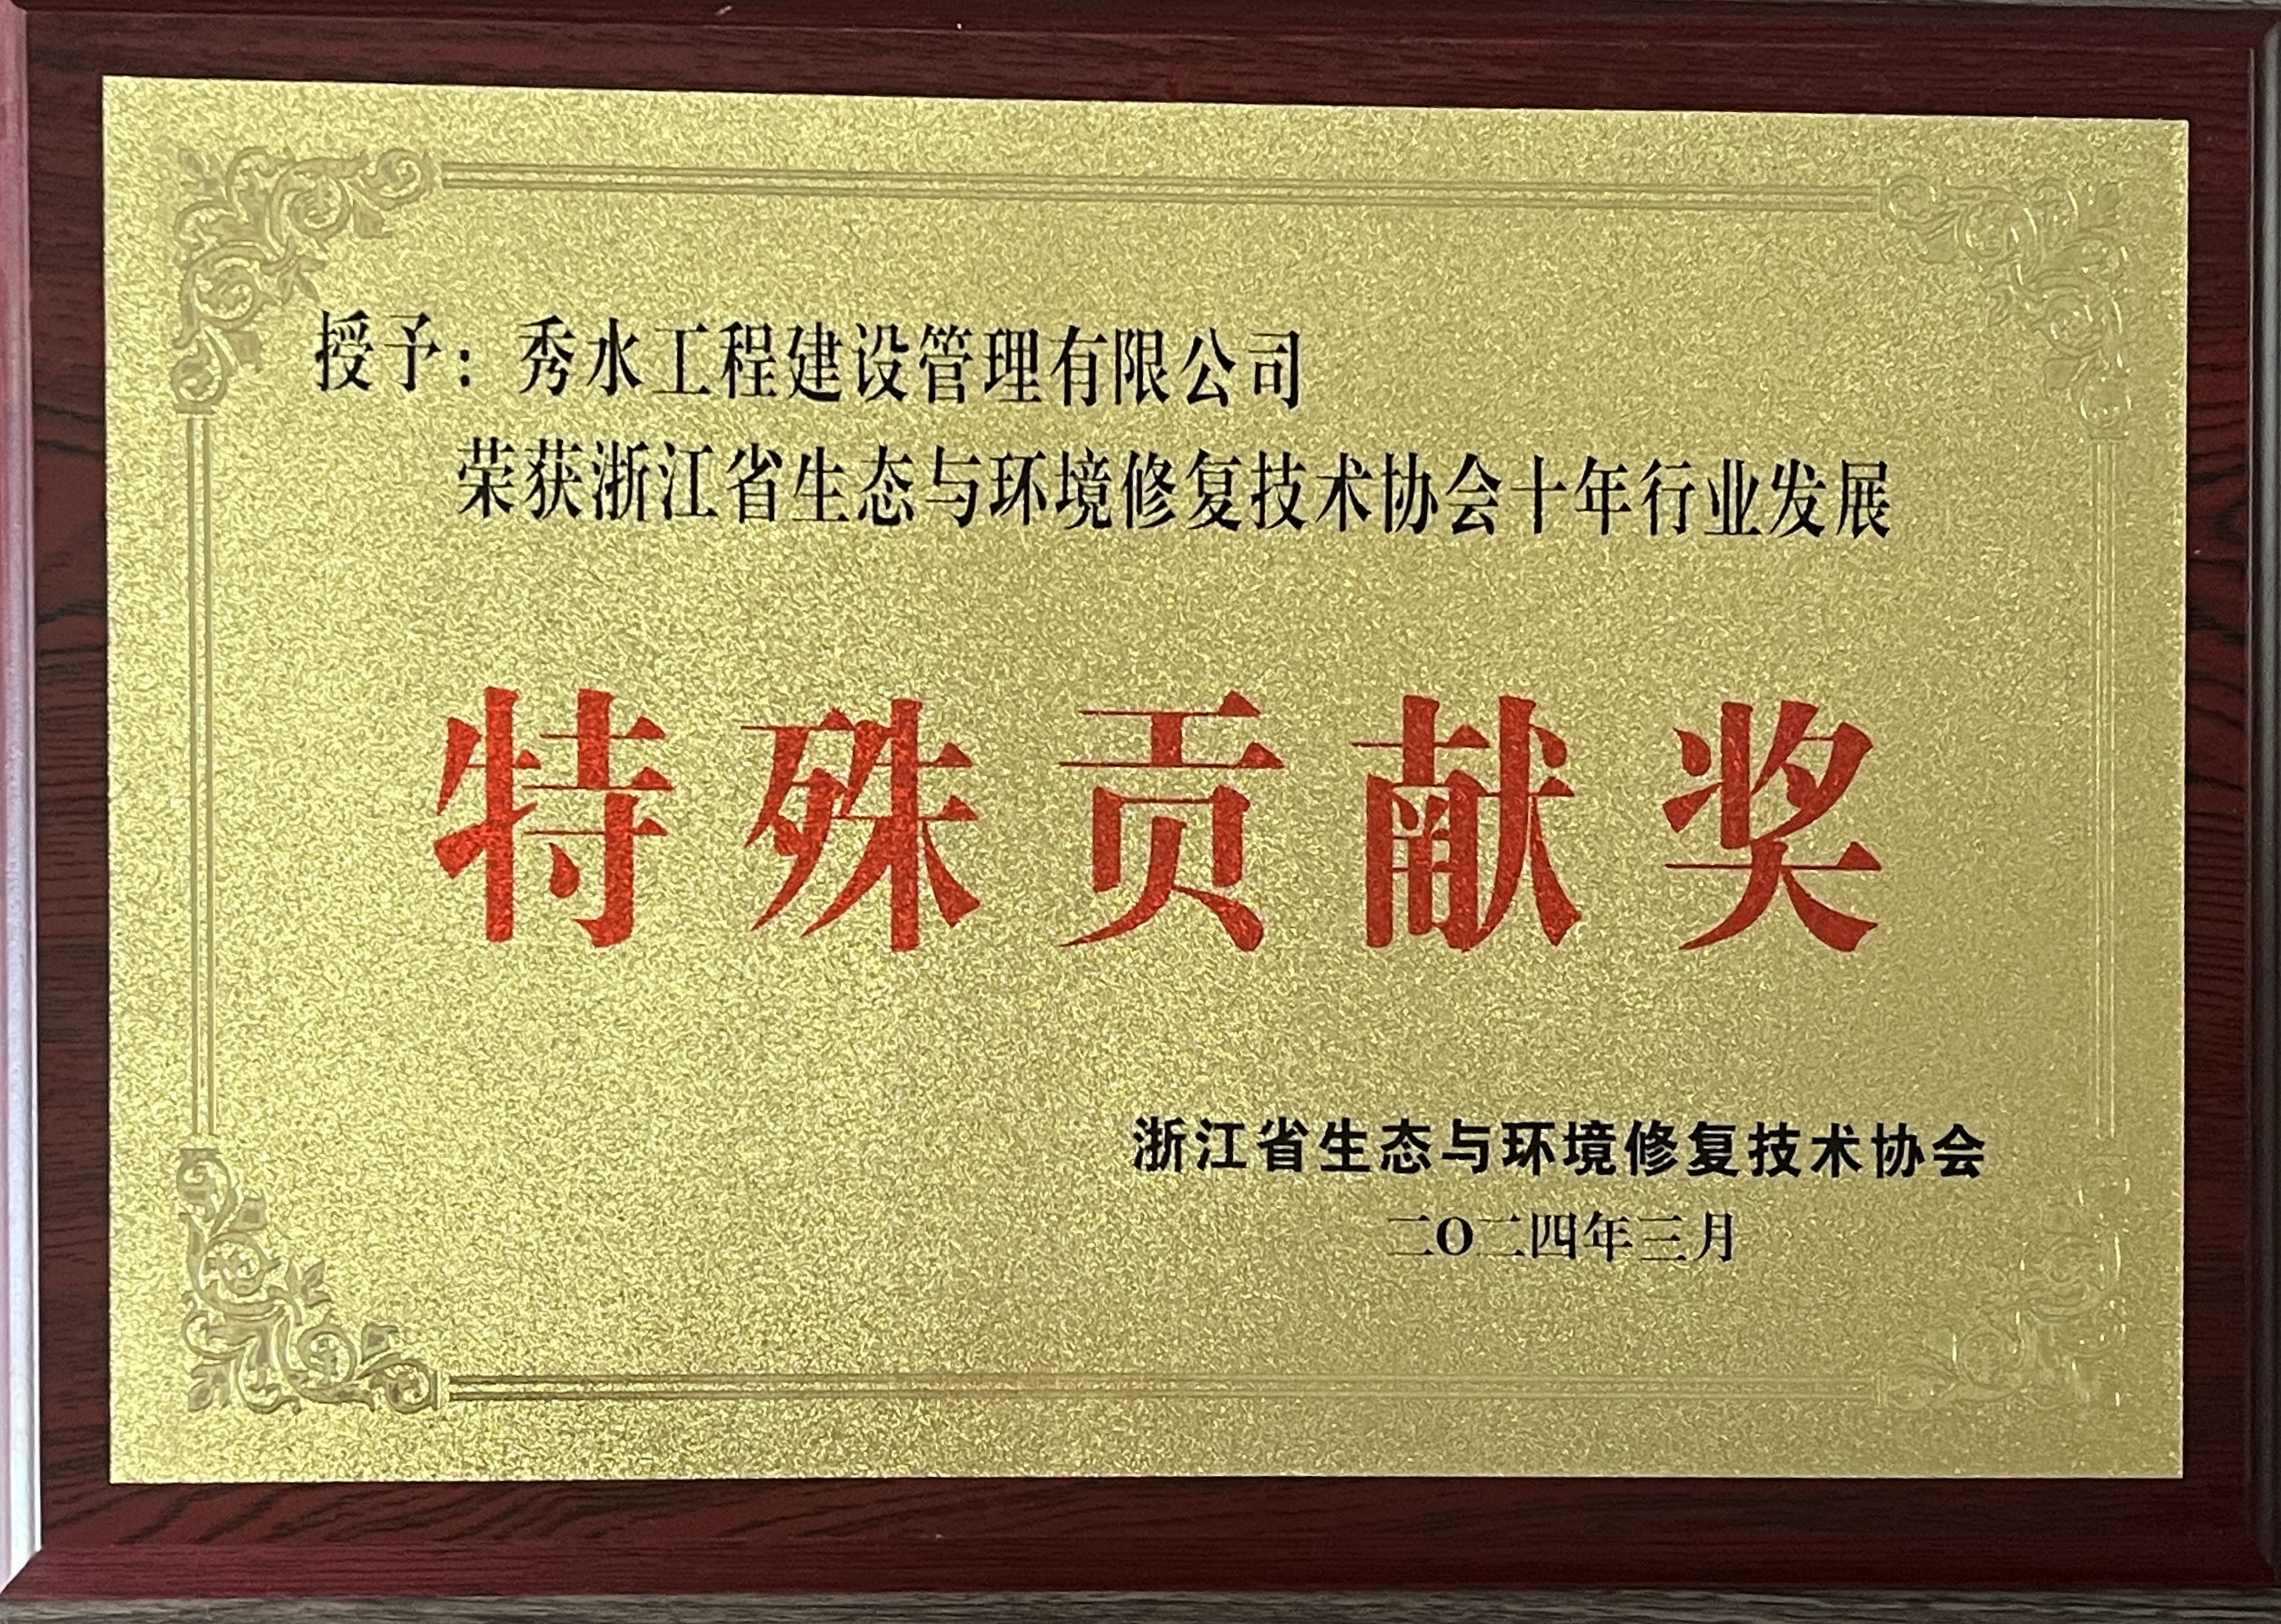 授予：秀水工程建设管理有限公司
荣获浙江省生态与环境修复技术协会十年行业发展
特殊贡献奖
浙江省生态与环境修复技术协会
二〇二四年三月